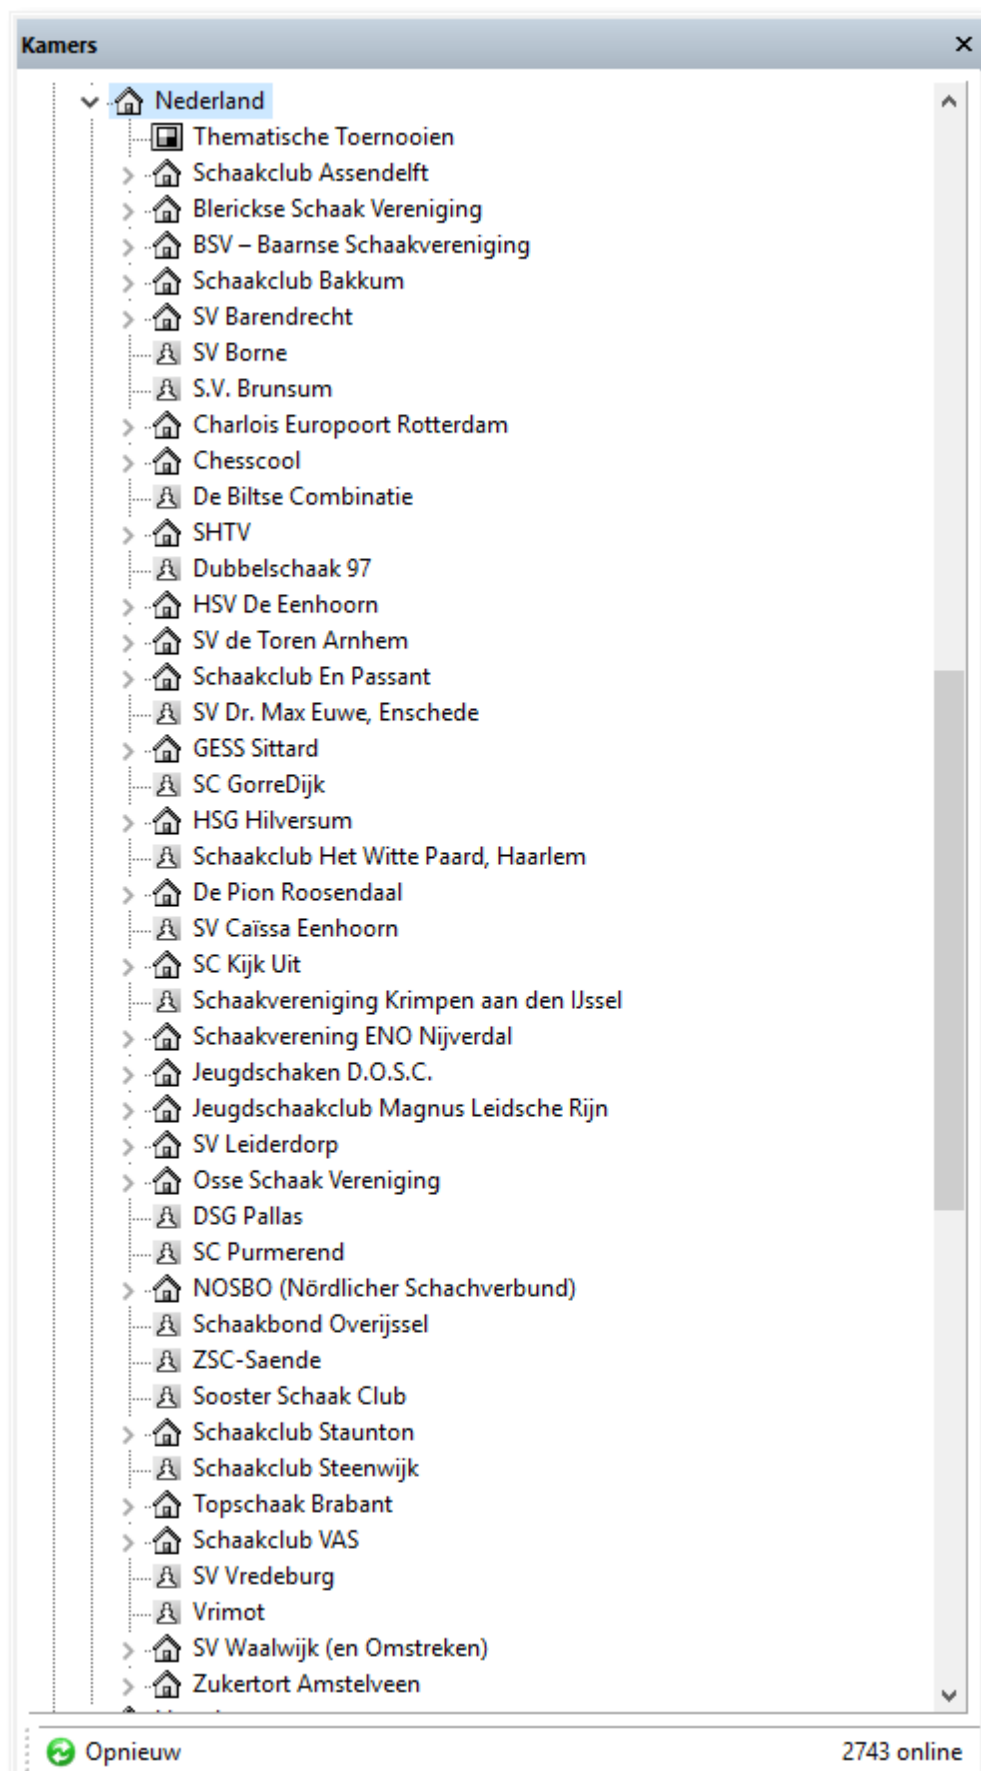 Kamers
Nederland
Thematische Toernooien
Schaakclub Assendelft
Blerickse Schaak Vereniging
BSV – Baarnse Schaakvereniging
Schaakclub Bakkum
SV Barendrecht
SV Borne
S.V. Brunsum
Charlois Europoort Rotterdam
Chesscool
De Biltse Combinatie
SHTV
Dubbelschaak 97
HSV De Eenhoorn
SV de Toren Arnhem
Schaakclub En Passant
SV Dr. Max Euwe, Enschede
GESS Sittard
SC GorreDijk
HSG Hilversum
Schaakclub Het Witte Paard, Haarlem
De Pion Roosendaal
SV Caïssa Eenhoorn
SC Kijk Uit
Schaakvereniging Krimpen aan den IJssel
Schaakverening ENO Nijverdal
Jeugdschaken D.O.S.C.
Jeugdschaakclub Magnus Leidsche Rijn
SV Leiderdorp
Osse Schaak Vereniging
DSG Pallas
SC Purmerend
NOSBO (Nördlicher Schachverbund)
Schaakbond Overijssel
ZSC-Saende
Sooster Schaak Club
Schaakclub Staunton
Schaakclub Steenwijk
Topschaak Brabant
Schaakclub VAS
SV Vredeburg
Vrimot
SV Waalwijk (en Omstreken)
Zukertort Amstelveen
Opnieuw 2743 online